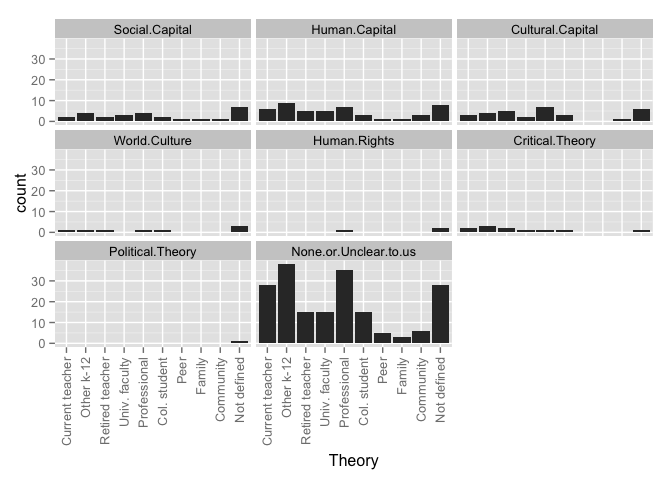 Social.Capital
Human.Capital
Cultural.Capital
30
20
10
0
World.Culture
Human.Rights
Critical.Theory
30
20
10
0
Political.Theory
None.or.Unclear.to.us
30
20
10
0
count
Current teacher
Other k-12
Retired teacher
Univ. faculty
Professional
Col. student
Peer
Family
Community
Not defined
Current teacher
Other k-12
Retired teacher
Univ. faculty
Professional
Col. student
Peer
Family
Community
Not defined
Theory